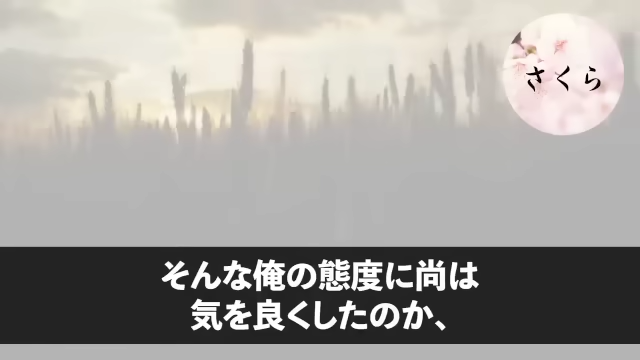 さくら
そんな俺の態度に尚は
気を良くしたのか、